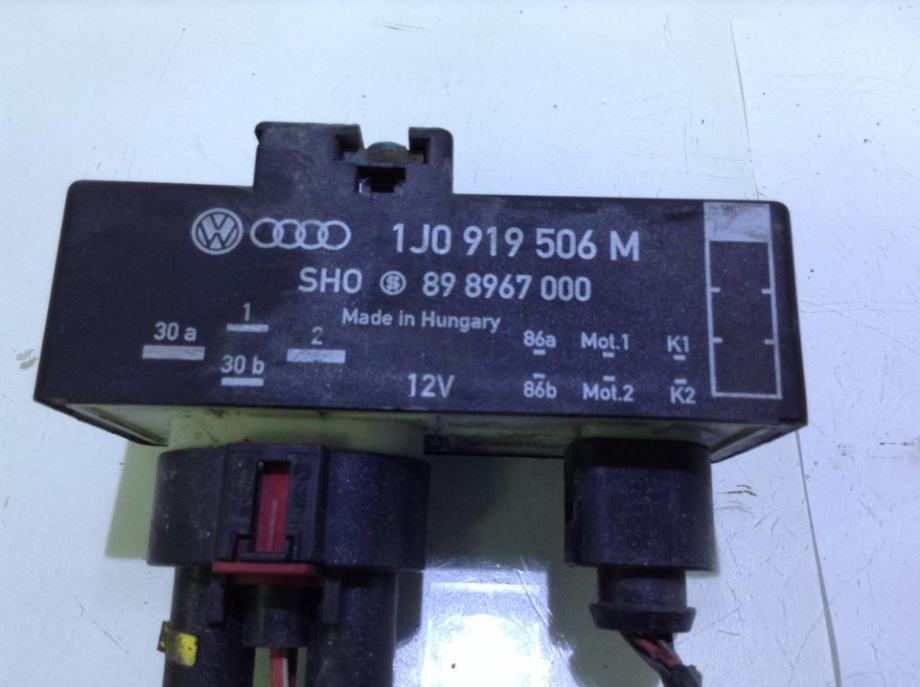 1J0 919 506 M
SHO 89 8967 000
Made in Hungary
30 a 1 2
30 b
12V
86a Mot.1 K1
86b Mot.2 K2